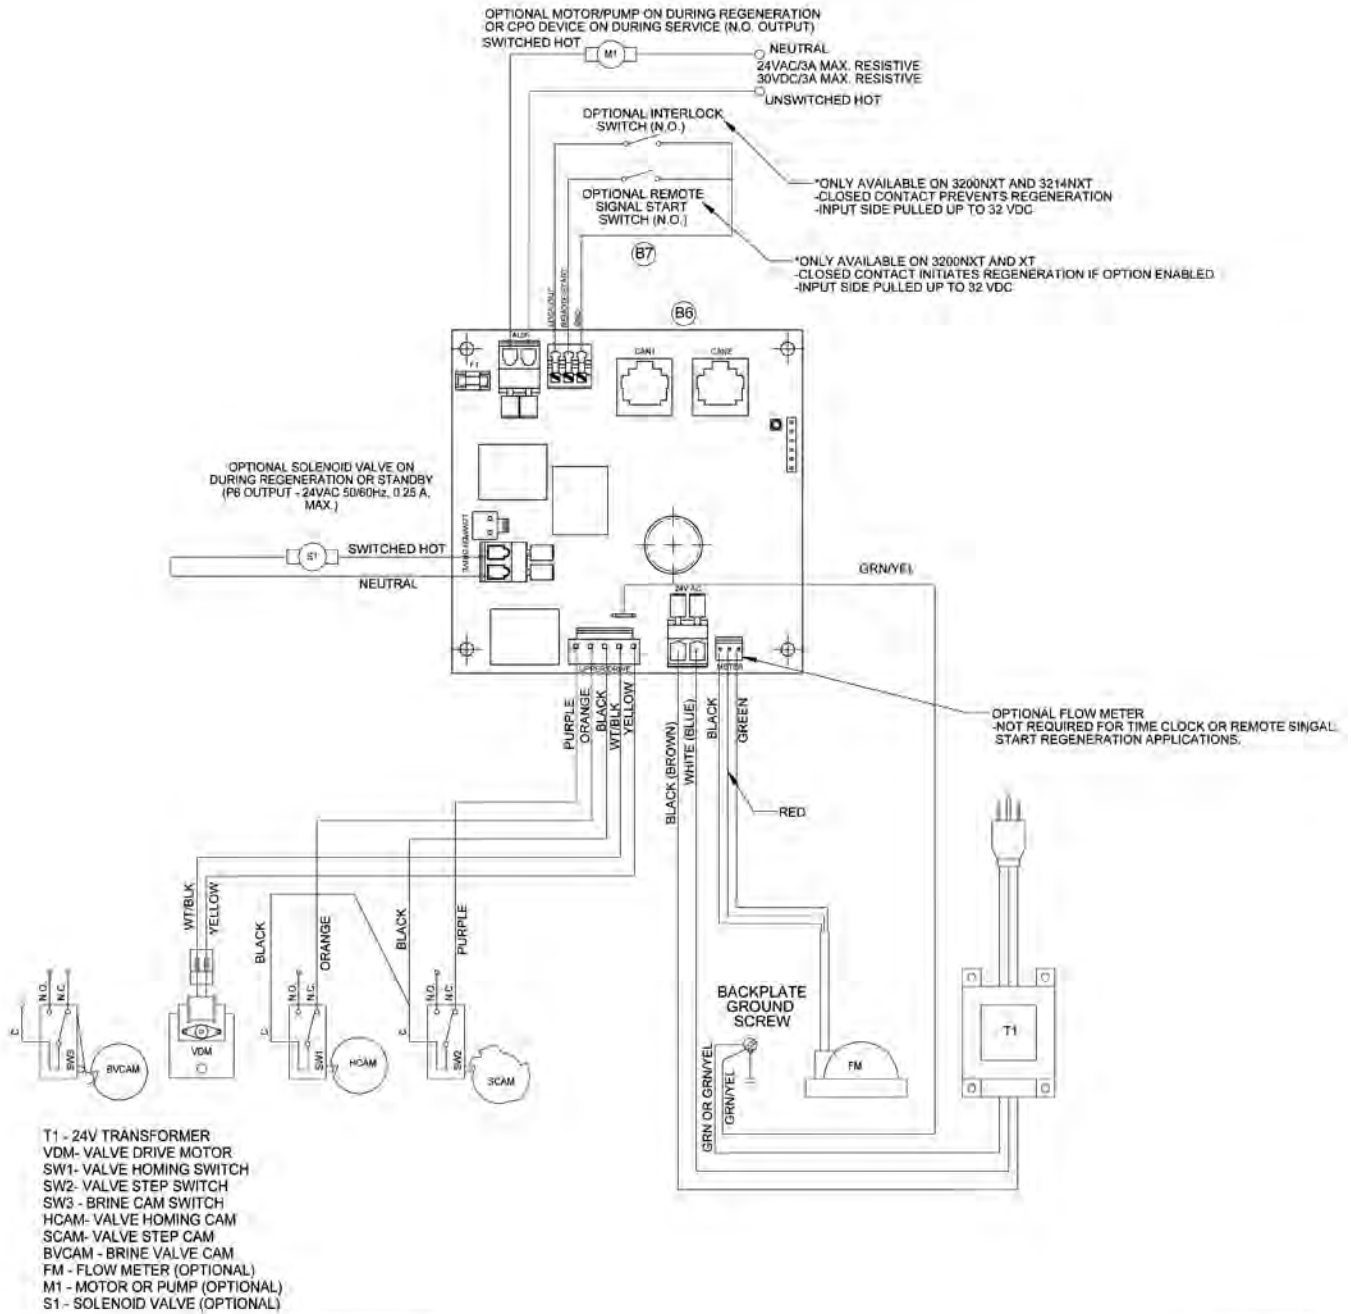 OPTIONAL MOTOR/PUMP ON DURING REGENERATION
OR CPO DEVICE ON DURING SERVICE (N.O. OUTPUT)
SWITCHED HOT
M1
NEUTRAL
24VAC/3A MAX. RESISTIVE
30VDC/3A MAX. RESISTIVE
UNSWITCHED HOT
OPTIONAL INTERLOCK
SWITCH (N.O.)
*ONLY AVAILABLE ON 3200NXT AND 3214NXT
-CLOSED CONTACT PREVENTS REGENERATION
-INPUT SIDE PULLED UP TO 32 VDC
OPTIONAL REMOTE
SIGNAL START
SWITCH (N.O.)
B7
*ONLY AVAILABLE ON 3200NXT AND XT
-CLOSED CONTACT INITIATES REGENERATION IF OPTION ENABLED
-INPUT SIDE PULLED UP TO 32 VDC
B6
CAN1
CAN2
F1
OPTIONAL SOLENOID VALVE ON
DURING REGENERATION OR STANDBY
(P6 OUTPUT - 24VAC 50/60Hz, 0.25 A,
MAX.)
S1
SWITCHED HOT
NEUTRAL
GRN/YEL
24V AC
UPPER DRIVE
METER
PURPLE
ORANGE
BLACK
WT/BLK
YELLOW
BLACK (BROWN)
WHITE (BLUE)
BLACK
GREEN
OPTIONAL FLOW METER
-NOT REQUIRED FOR TIME CLOCK OR REMOTE SINGAL
START REGENERATION APPLICATIONS.
RED
WT/BLK
YELLOW
BLACK
ORANGE
BLACK
PURPLE
N.O.
N.C.
C
SW3
BVCAM
VDM
N.O.
N.C.
C
SW1
HCAM
N.O.
N.C.
C
SW2
SCAM
BACKPLATE
GROUND
SCREW
GRN OR GRN/YEL
GRN/YEL
FM
T1
T1 - 24V TRANSFORMER
VDM- VALVE DRIVE MOTOR
SW1- VALVE HOMING SWITCH
SW2- VALVE STEP SWITCH
SW3 - BRINE CAM SWITCH
HCAM- VALVE HOMING CAM
SCAM- VALVE STEP CAM
BVCAM - BRINE VALVE CAM
FM - FLOW METER (OPTIONAL)
M1 - MOTOR OR PUMP (OPTIONAL)
S1 - SOLENOID VALVE (OPTIONAL)